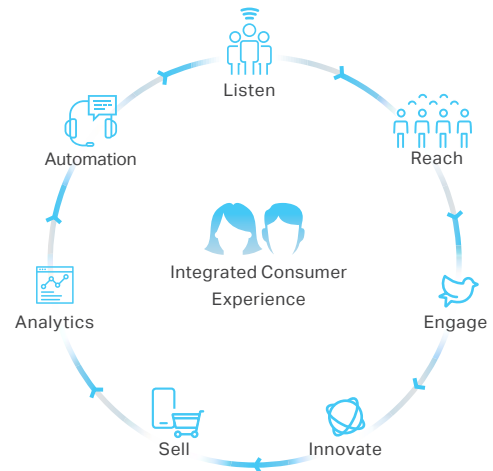 Listen
Reach
Engage
Innovate
Sell
Analytics
Automation
Integrated Consumer
Experience